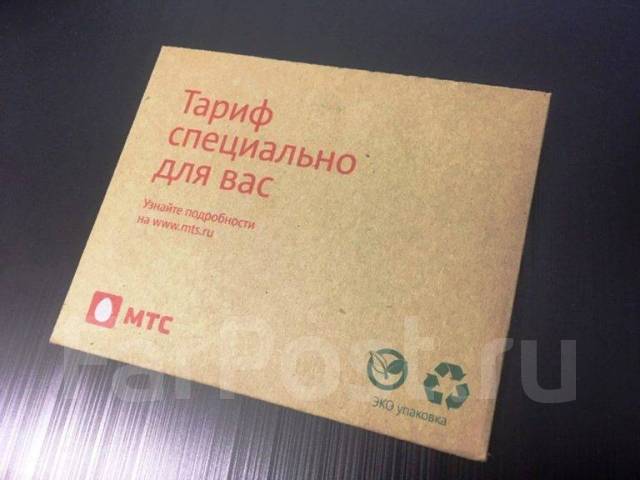 Тариф
специально
для вас
Узнайте подробности
на www.mts.ru
МТС
ЭКО упаковка
FarPost.ru